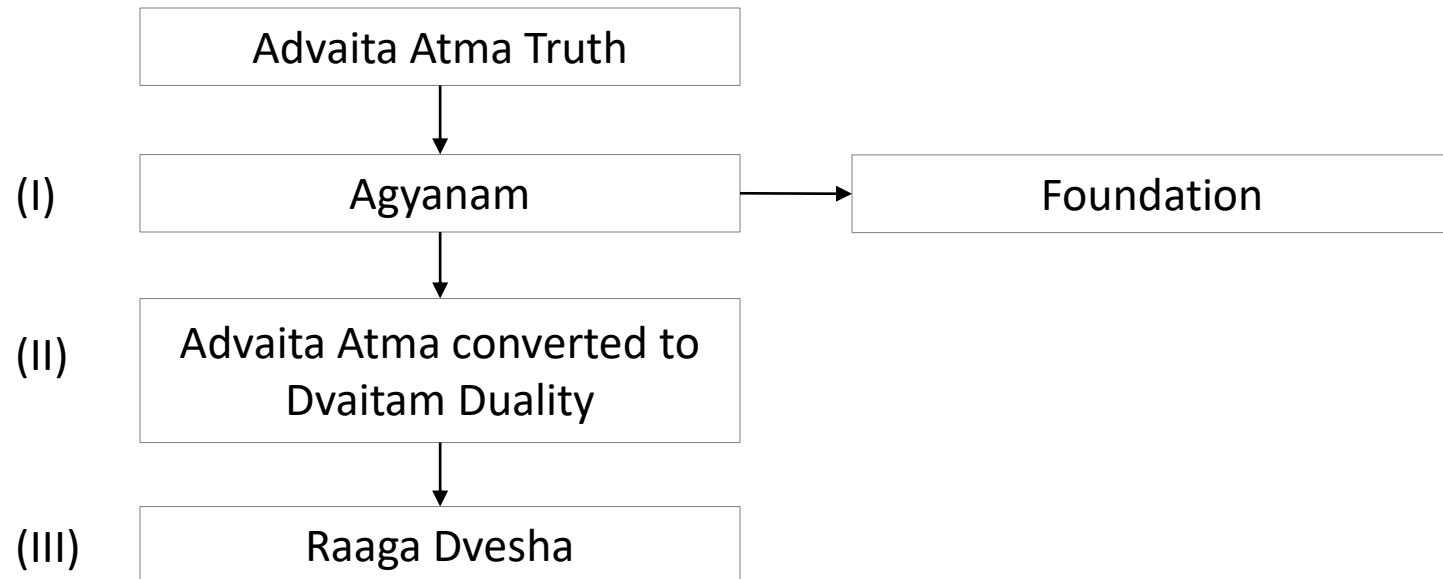 Advaita Atma Truth
(I)
Agyanam
Foundation
(II)
Advaita Atma converted to
Dvaitam Duality
(III)
Raaga Dvesha